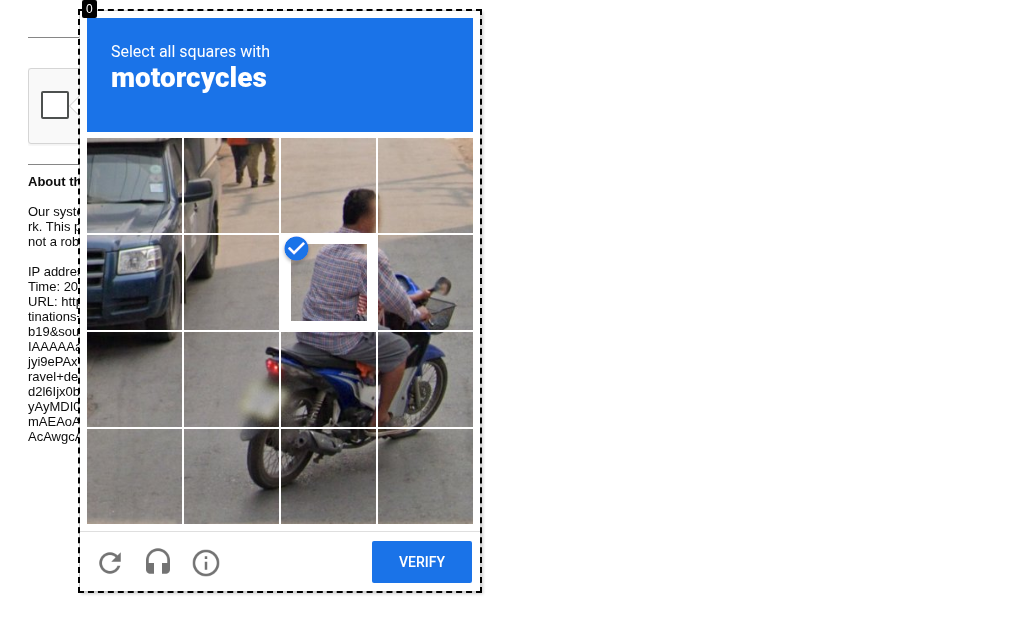 0
Select all squares with
motorcycles
About th
Our syst
rk. This p
not a rob
IP addre
Time: 20
URL: http
tinations-
b19&sou
IAAAAA
jyi9ePAx
ravel+de
d2l6Ijx0b
yAyMDI
mAEAoA
AcAwgc
VERIFY